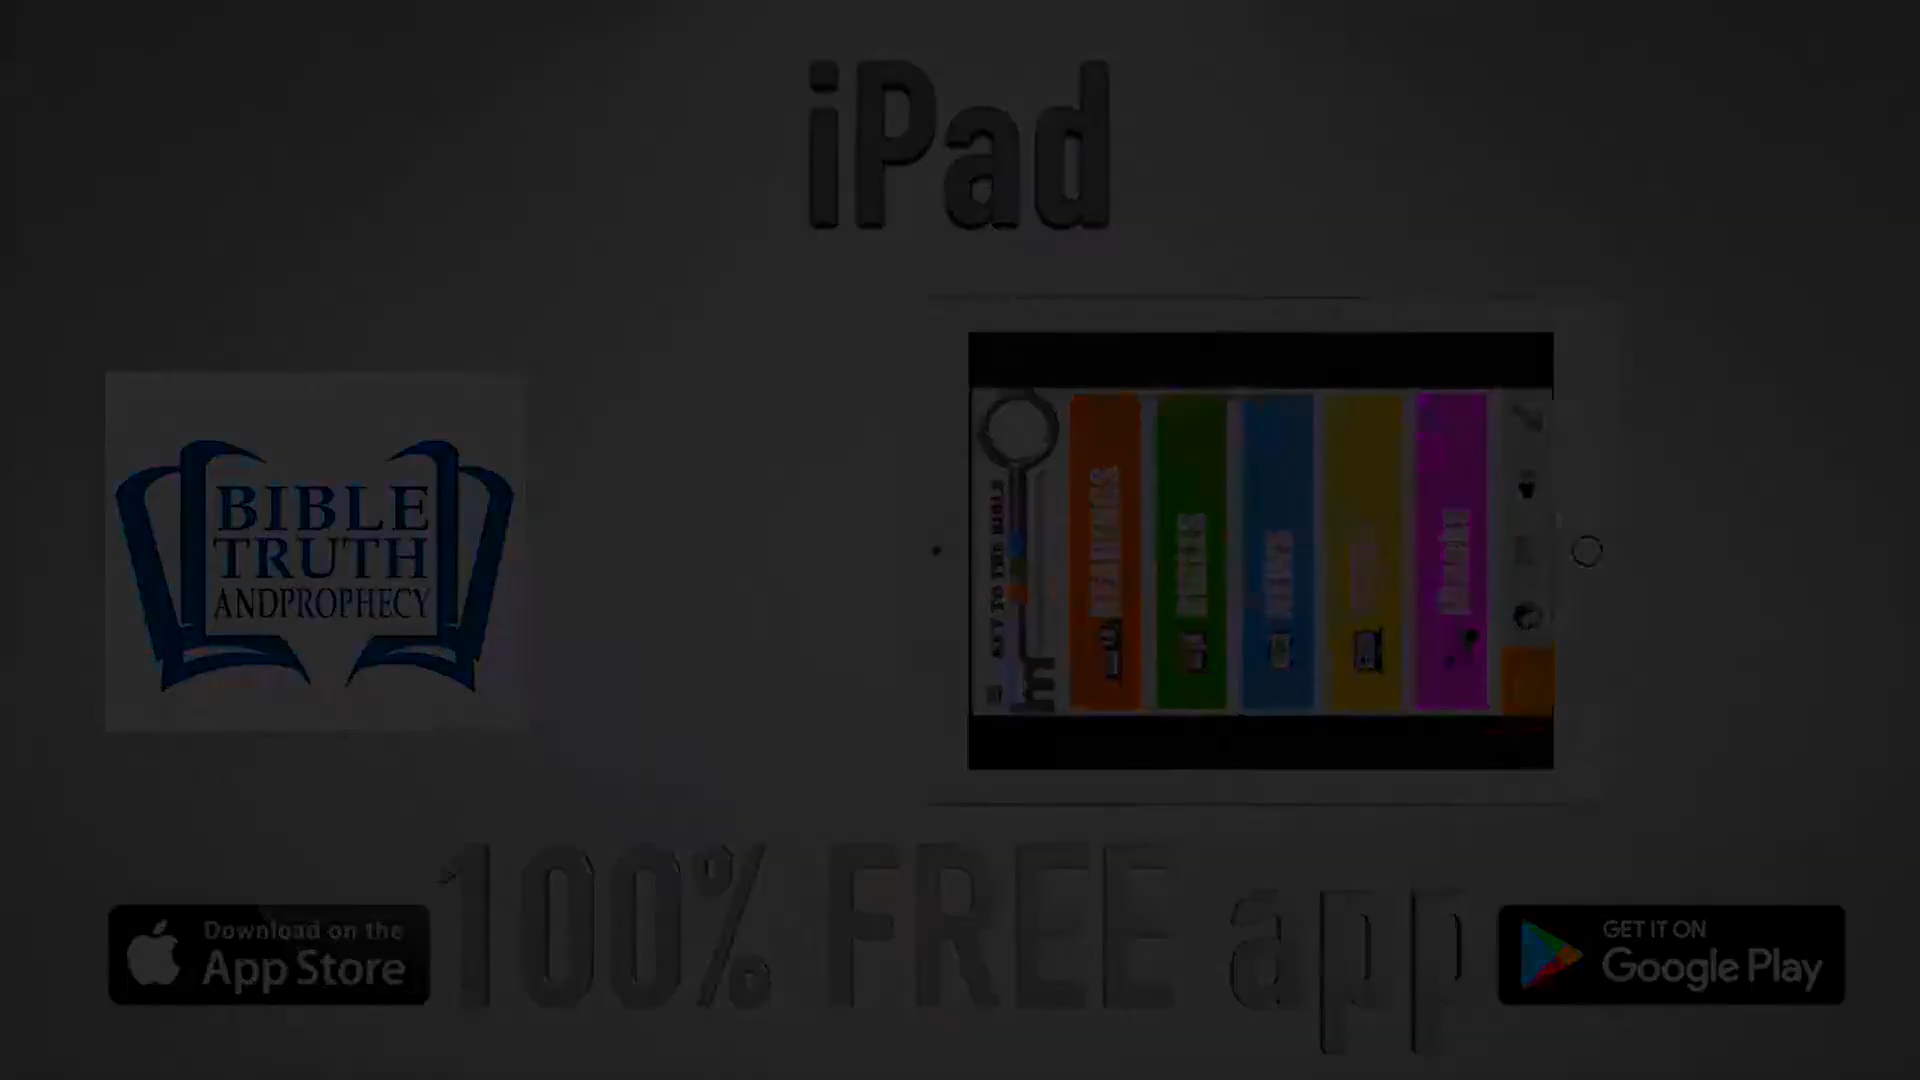 iPad
BIBLE
TRUTH
ANDPROPHECY
100% FREE app
Download on the
App Store
GET IT ON
Google Play